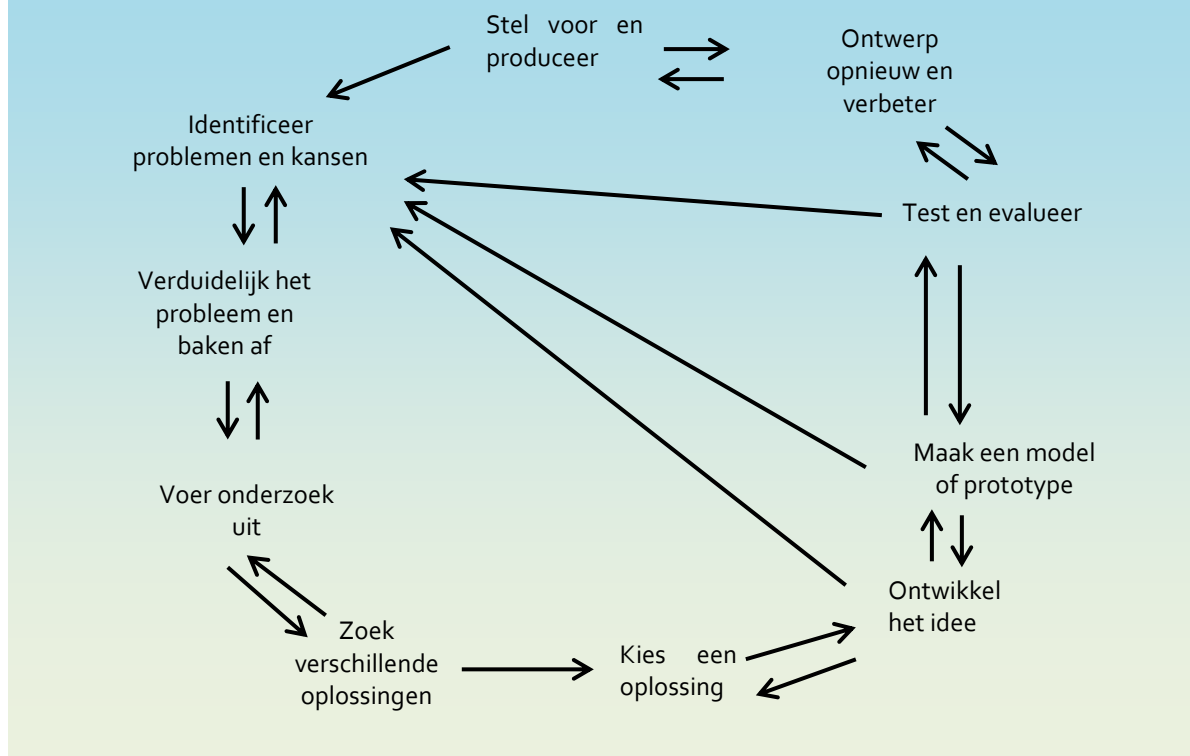 Stel voor en
produceer
Ontwerp
opnieuw en
verbeter
Identificeer
problemen en kansen
Test en evalueer
Verduidelijk het
probleem en
baken af
Maak een model
of prototype
Voer onderzoek
uit
Ontwikkel
het idee
Zoek
verschillende
oplossingen
Kies een
oplossing